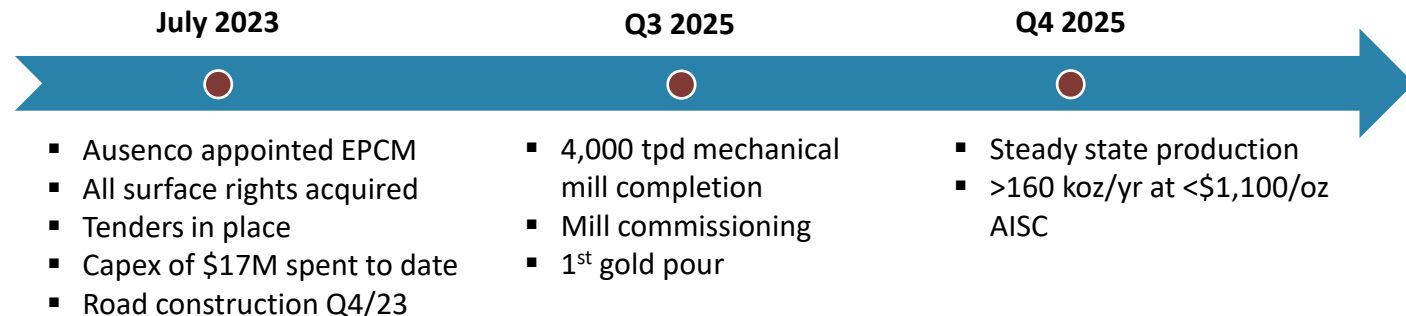 July 2023
▪ Ausenco appointed EPCM
▪ All surface rights acquired
▪ Tenders in place
▪ Capex of $17M spent to date
▪ Road construction Q4/23
Q3 2025
▪ 4,000 tpd mechanical
mill completion
▪ Mill commissioning
▪ 1st gold pour
Q4 2025
▪ Steady state production
▪ >160 koz/yr at <$1,100/oz
AISC